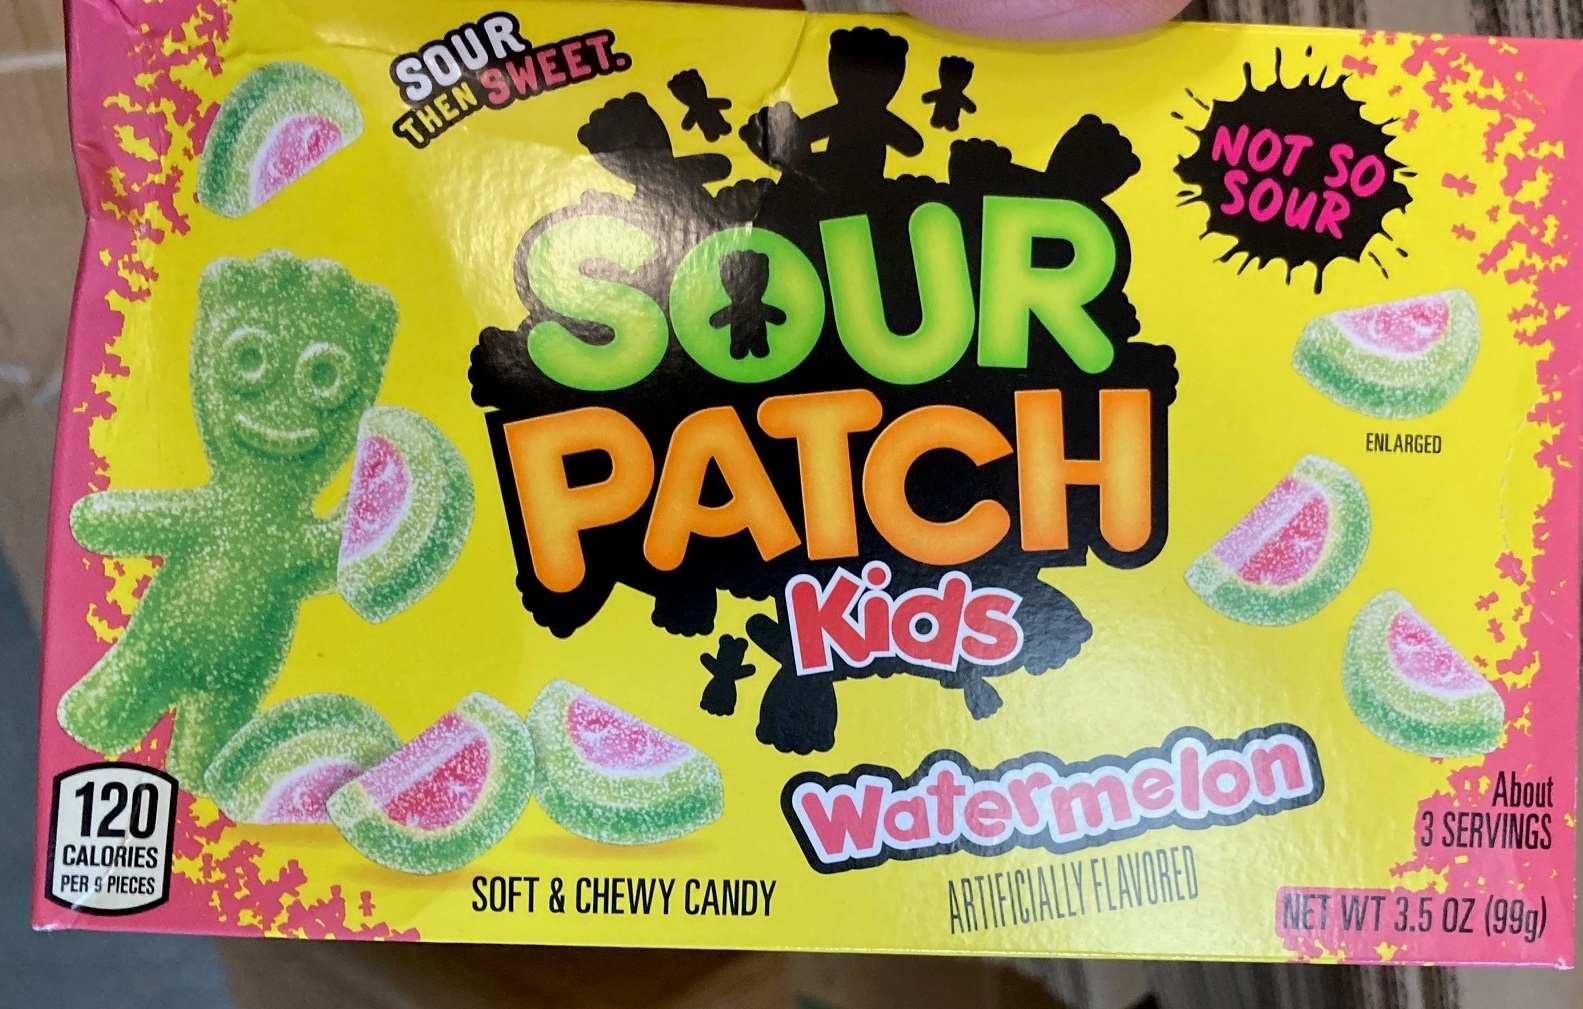 SOUR
THEN SWEET.
NOT SO
SOUR
SOUR
PATCH
Kids
ENLARGED
Watermelon
ARTIFICIALLY FLAVORED
SOFT & CHEWY CANDY
120
CALORIES
PER 9 PIECES
About
3 SERVINGS
NET WT 3.5 OZ (99g)